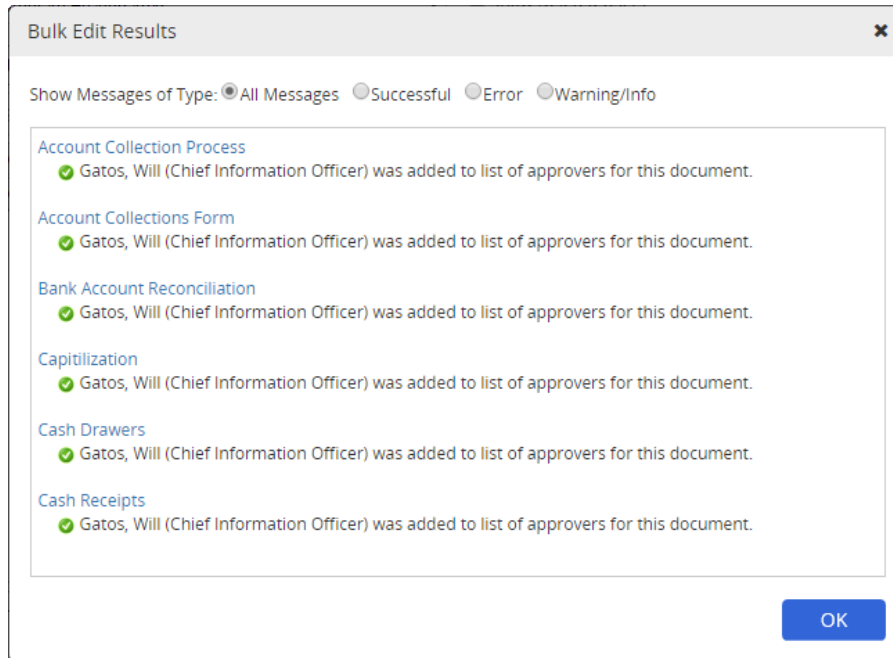 Bulk Edit Results
Show Messages of Type: All Messages Successful Error Warning/Info
Account Collection Process
Gatos, Will (Chief Information Officer) was added to list of approvers for this document.
Account Collections Form
Gatos, Will (Chief Information Officer) was added to list of approvers for this document.
Bank Account Reconciliation
Gatos, Will (Chief Information Officer) was added to list of approvers for this document.
Capitilization
Gatos, Will (Chief Information Officer) was added to list of approvers for this document.
Cash Drawers
Gatos, Will (Chief Information Officer) was added to list of approvers for this document.
Cash Receipts
Gatos, Will (Chief Information Officer) was added to list of approvers for this document.
OK